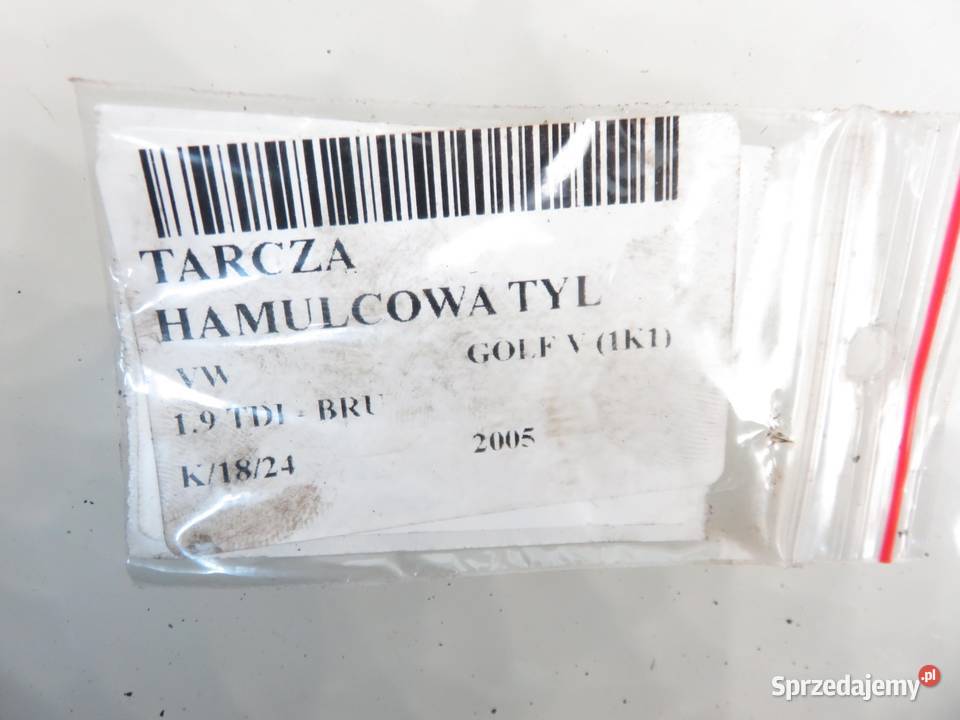 TARCZA
HAMULCOWA TYL
VW GOLF V (1K1)
1.9 TDI - BRU
K/18/24 2005
Sprzedajemy.pl